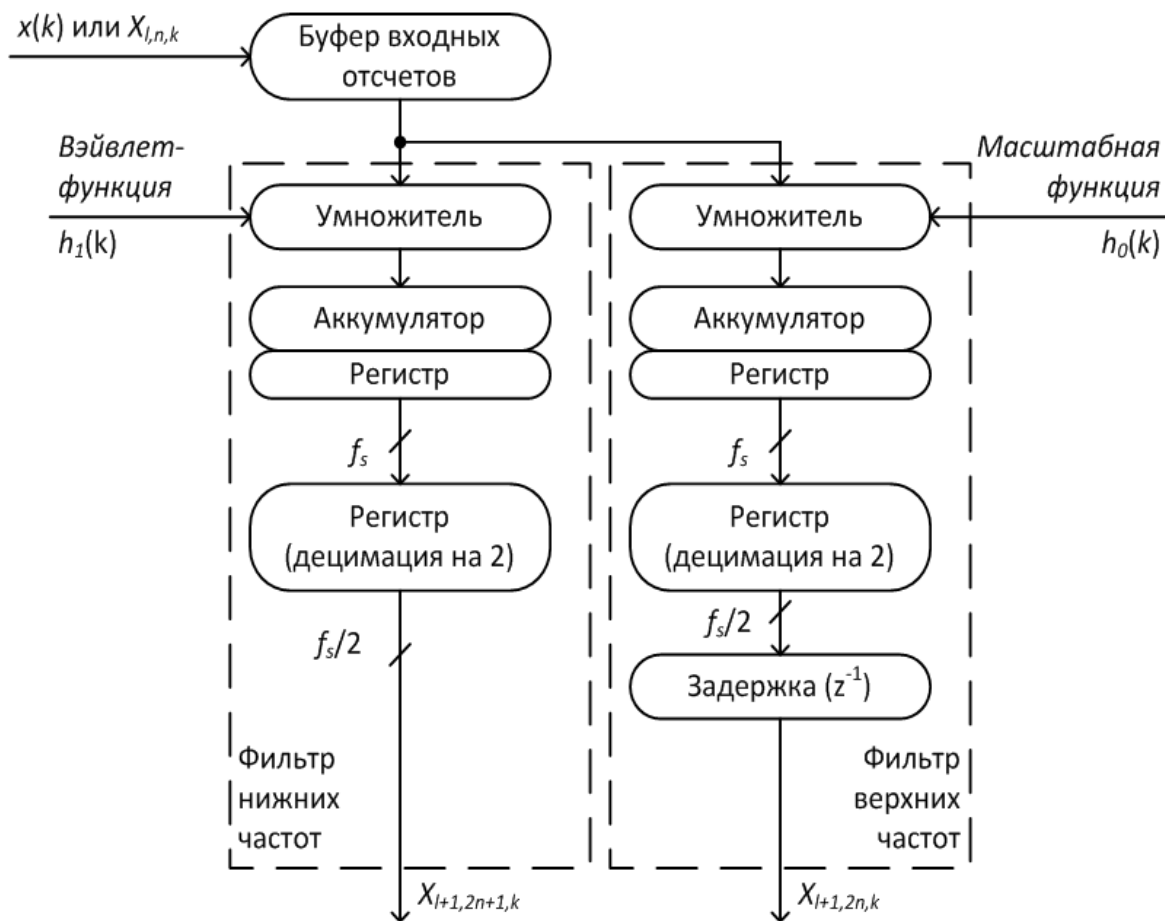 x(k) или X_{l,n,k}
Буфер входных
отсчетов
Вэйвлет-
функция
h_1(k)
Масштабная
функция
h_0(k)
Умножитель
Умножитель
Аккумулятор
Аккумулятор
Регистр
Регистр
f_s
f_s
Регистр
(децимация на 2)
Регистр
(децимация на 2)
f_s/2
f_s/2
Задержка (z^{-1})
Фильтр
нижних
частот
Фильтр
верхних
частот
X_{l+1,2n+1,k}
X_{l+1,2n,k}